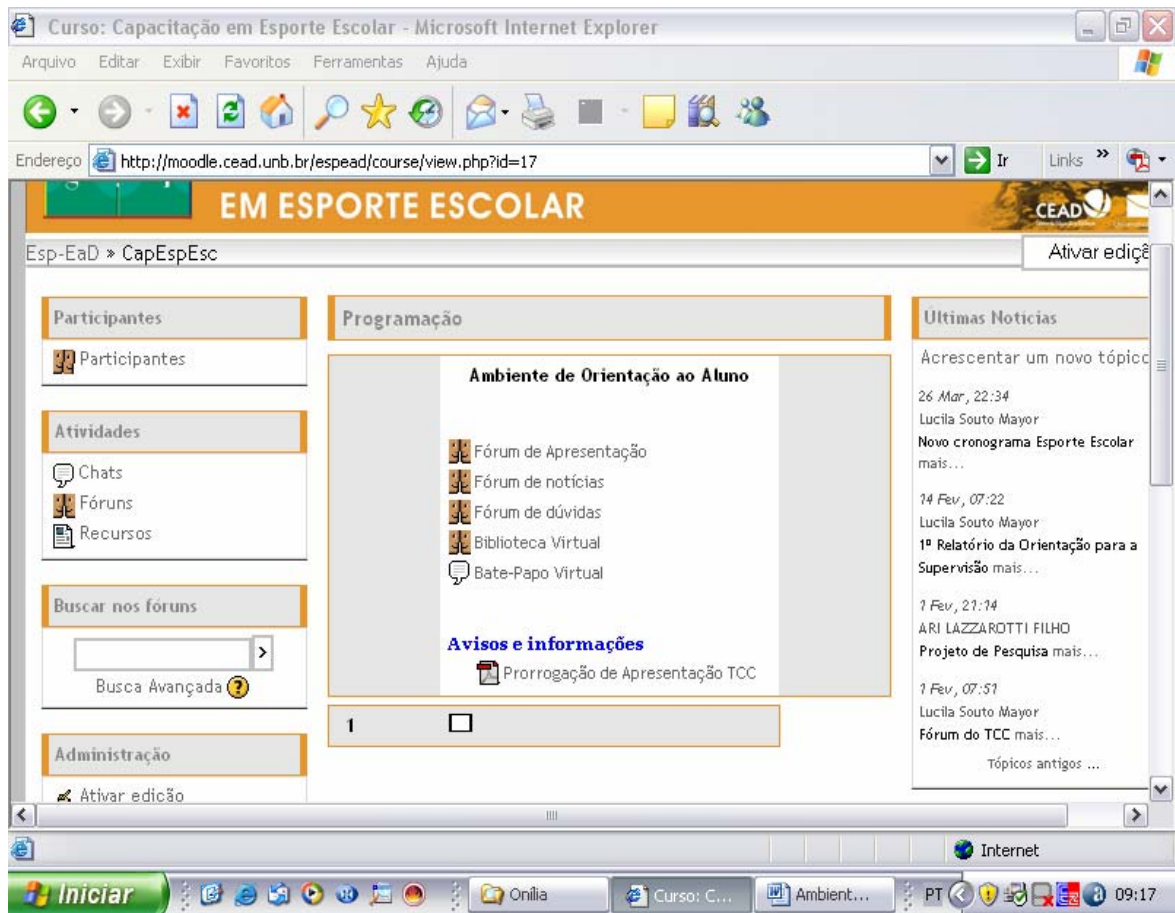 Curso: Capacitação em Esporte Escolar - Microsoft Internet Explorer
Arquivo Editar Exibir Favoritos Ferramentas Ajuda
Endereço http://moodle.cead.unb.br/espead/course/view.php?id=17 Ir Links »
EM ESPORTE ESCOLAR
CEAD
Esp-EaD » CapEspEsc
Ativar ediçã
Participantes
Participantes
Atividades
Chats
Fóruns
Recursos
Buscar nos fóruns
>
Busca Avançada ?
Administração
Ativar edição
Programação
Ambiente de Orientação ao Aluno
Fórum de Apresentação
Fórum de notícias
Fórum de dúvidas
Biblioteca Virtual
Bate-Papo Virtual
Avisos e informações
Prorrogação de Apresentação TCC
1
Últimas Notícias
Acrescentar um novo tópico
26 Mar, 22:34
Lucila Souto Mayor
Novo cronograma Esporte Escolar
mais...
14 Fev, 07:22
Lucila Souto Mayor
1º Relatório da Orientação para a
Supervisão mais...
1 Fev, 21:14
ARI LAZZAROTTI FILHO
Projeto de Pesquisa mais...
1 Fev, 07:51
Lucila Souto Mayor
Fórum do TCC mais...
Tópicos antigos ...
Internet
Iniciar Onília Curso: C... Ambient... PT 09:17